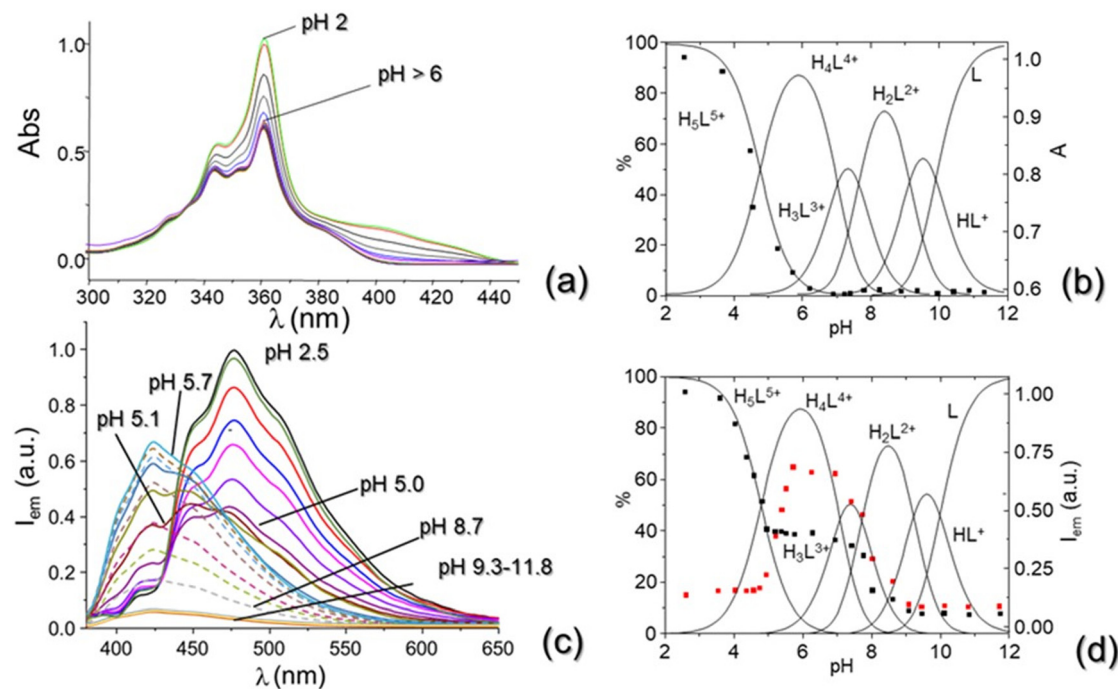 pH 2
pH > 6
1.0
0.5
0.0
Abs
300 320 340 360 380 400 420 440
λ (nm)
(a)
100
80
60
40
20
0
%
H5L5+
H4L4+
H3L3+
H2L2+
HL+
L
1.0
0.9
0.8
0.7
0.6
A
2 4 6 8 10 12
pH
(b)
1.0
0.8
0.6
0.4
0.2
0.0
Iem (a.u.)
pH 2.5
pH 5.7
pH 5.1
pH 5.0
pH 8.7
pH 9.3-11.8
400 450 500 550 600 650
λ (nm)
(c)
100
80
60
40
20
0
%
H5L5+
H4L4+
H3L3+
H2L2+
HL+
L
1.00
0.75
0.50
0.25
0.00
Iem (a.u.)
2 4 6 8 10 12
pH
(d)